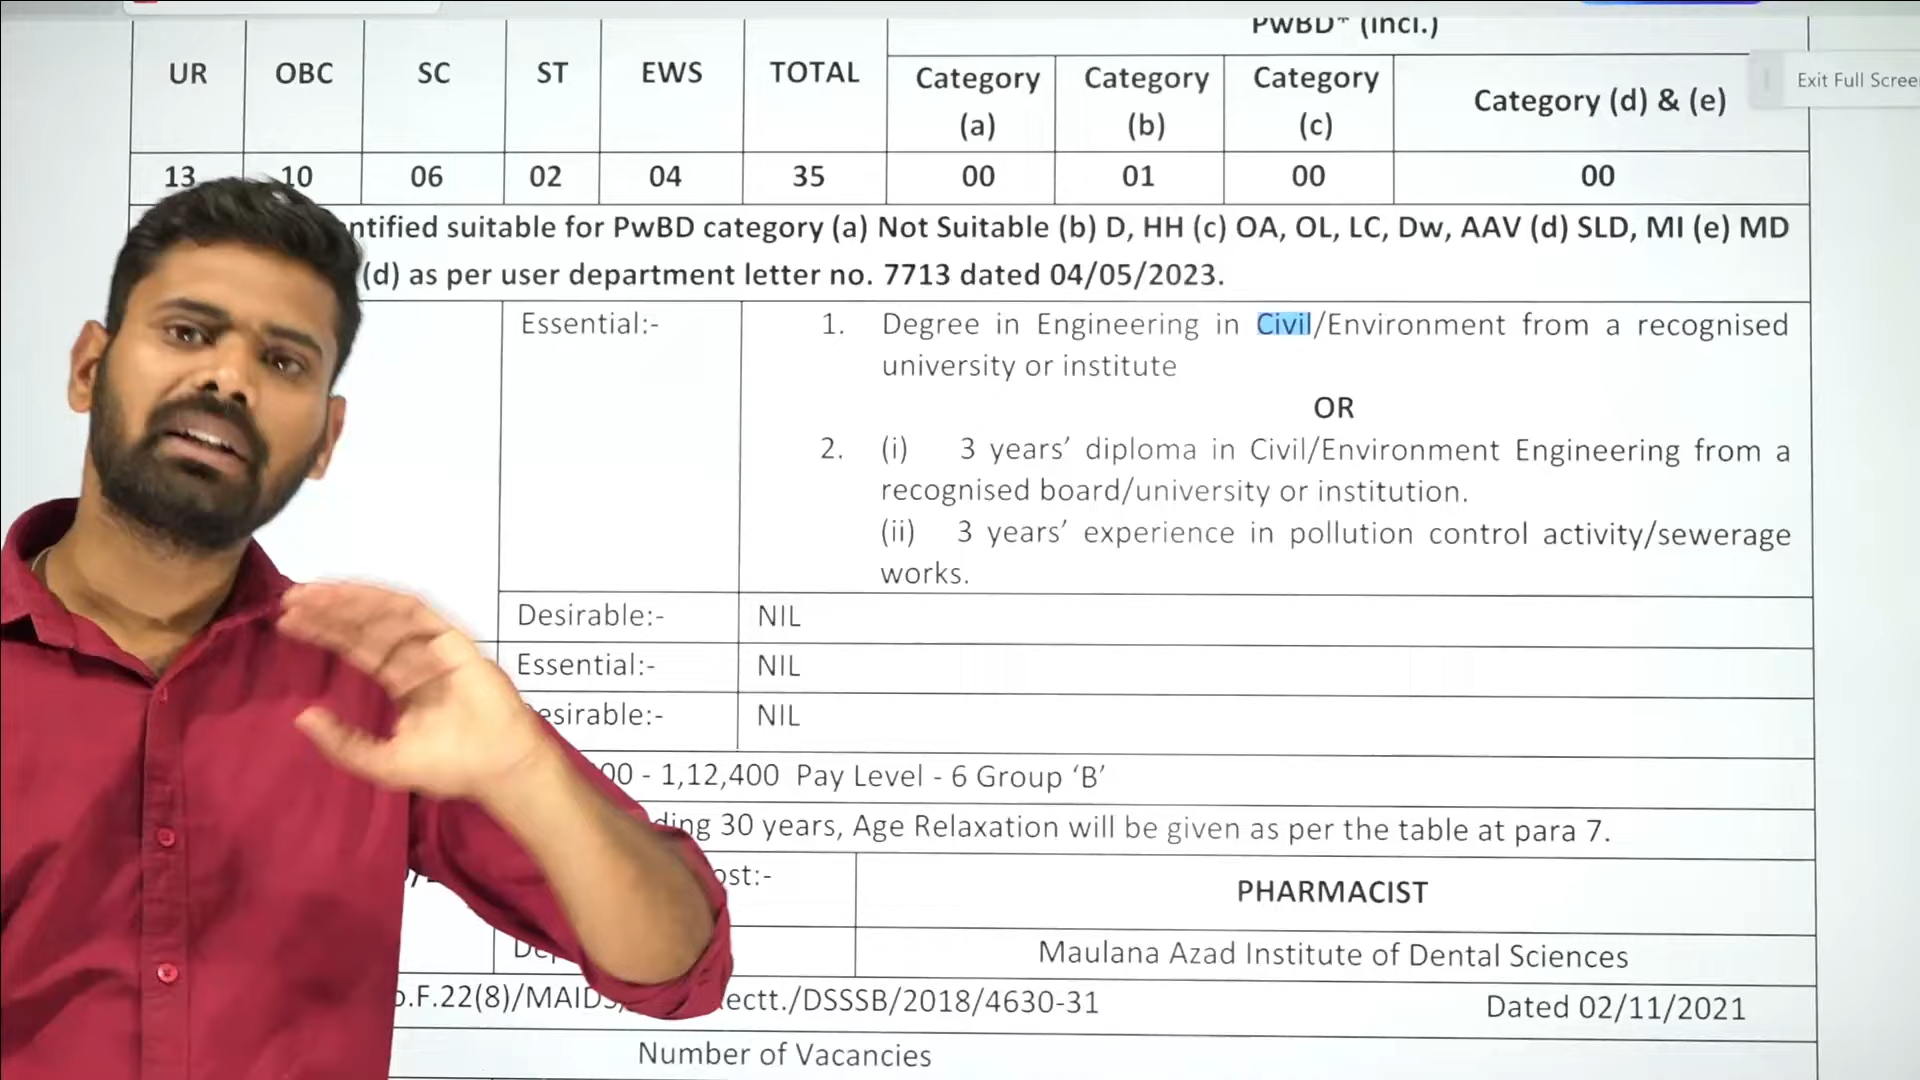 PwBD* (incl.)
UR OBC SC ST EWS TOTAL Category (a) Category (b) Category (c) Category (d) & (e)
Exit Full Scree
13 10 06 02 04 35 00 01 00 00
ntified suitable for PwBD category (a) Not Suitable (b) D, HH (c) OA, OL, LC, Dw, AAV (d) SLD, MI (e) MD
(d) as per user department letter no. 7713 dated 04/05/2023.
Essential:- 1. Degree in Engineering in Civil/Environment from a recognised
university or institute
OR
2. (i) 3 years’ diploma in Civil/Environment Engineering from a
recognised board/university or institution.
(ii) 3 years’ experience in pollution control activity/sewerage
works.
Desirable:- NIL
Essential:- NIL
esirable:- NIL
00 - 1,12,400 Pay Level - 6 Group ‘B’
ding 30 years, Age Relaxation will be given as per the table at para 7.
ost:- PHARMACIST
Maulana Azad Institute of Dental Sciences
o.F.22(8)/MAIDS ectt./DSSSB/2018/4630-31 Dated 02/11/2021
Number of Vacancies